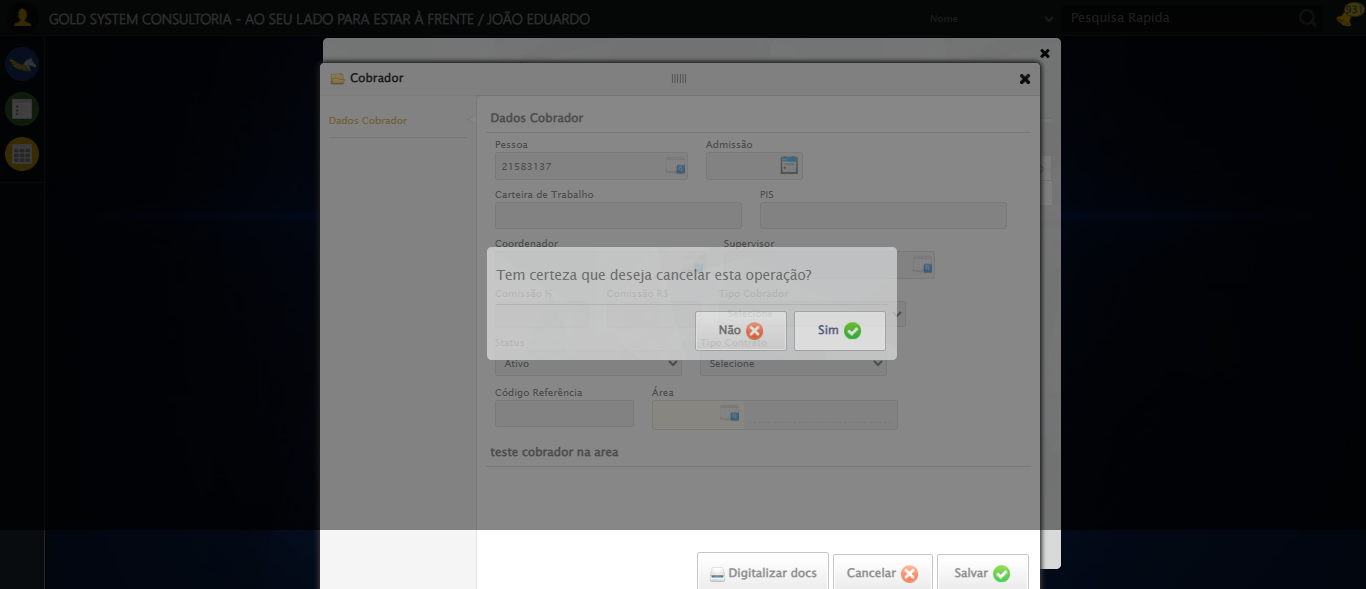 GOLD SYSTEM CONSULTORIA - AO SEU LADO PARA ESTAR À FRENTE / JOÃO EDUARDO
Nome
Pesquisa Rapida
Cobrador
Dados Cobrador
Dados Cobrador
Pessoa
Admissão
21583137
Carteira de Trabalho
PIS
Coordenador
Supervisor
Tem certeza que deseja cancelar esta operação?
Comissão %
Comissão R$
Tipo Cobrador
Selecione
Não
Sim
Status
Tipo Contrato
Ativo
Selecione
Código Referência
Área
teste cobrador na area
Digitalizar docs
Cancelar
Salvar